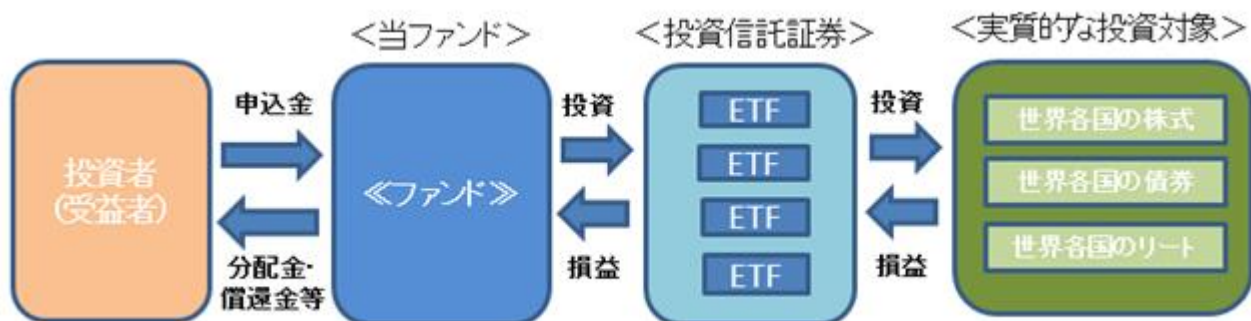 ＜当ファンド＞
＜投資信託証券＞
＜実質的な投資対象＞
投資者
(受益者)
申込金
分配金・
償還金等
≪ファンド≫
投資
損益
ETF
ETF
ETF
ETF
投資
損益
世界各国の株式
世界各国の債券
世界各国のリート